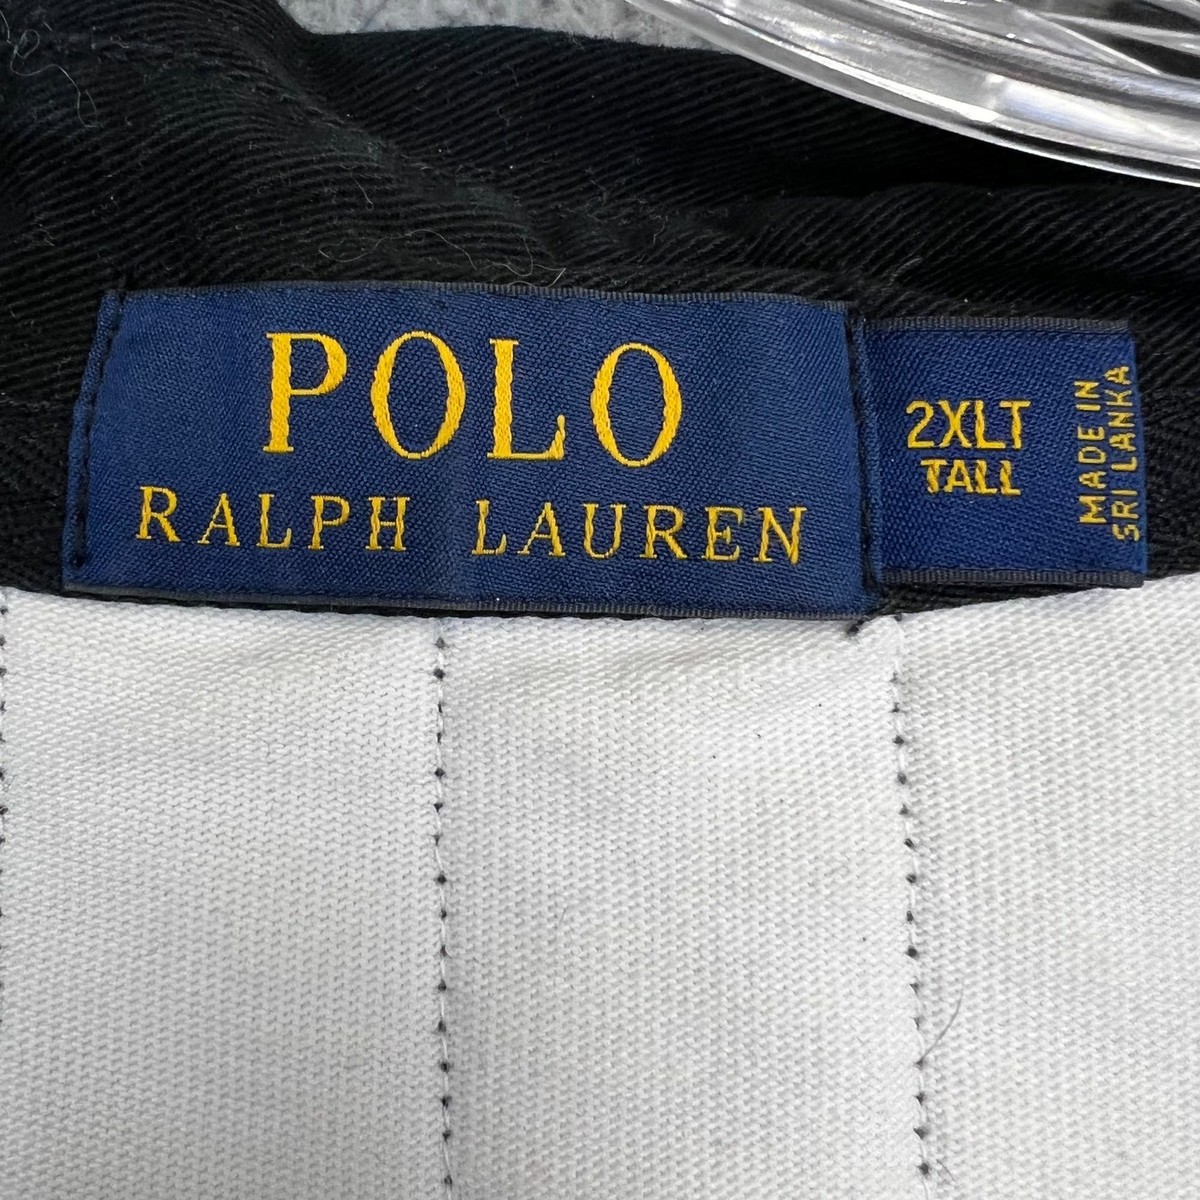 POLO
RALPH LAUREN
2XLT
TALL
MADE IN
SRI LANKA